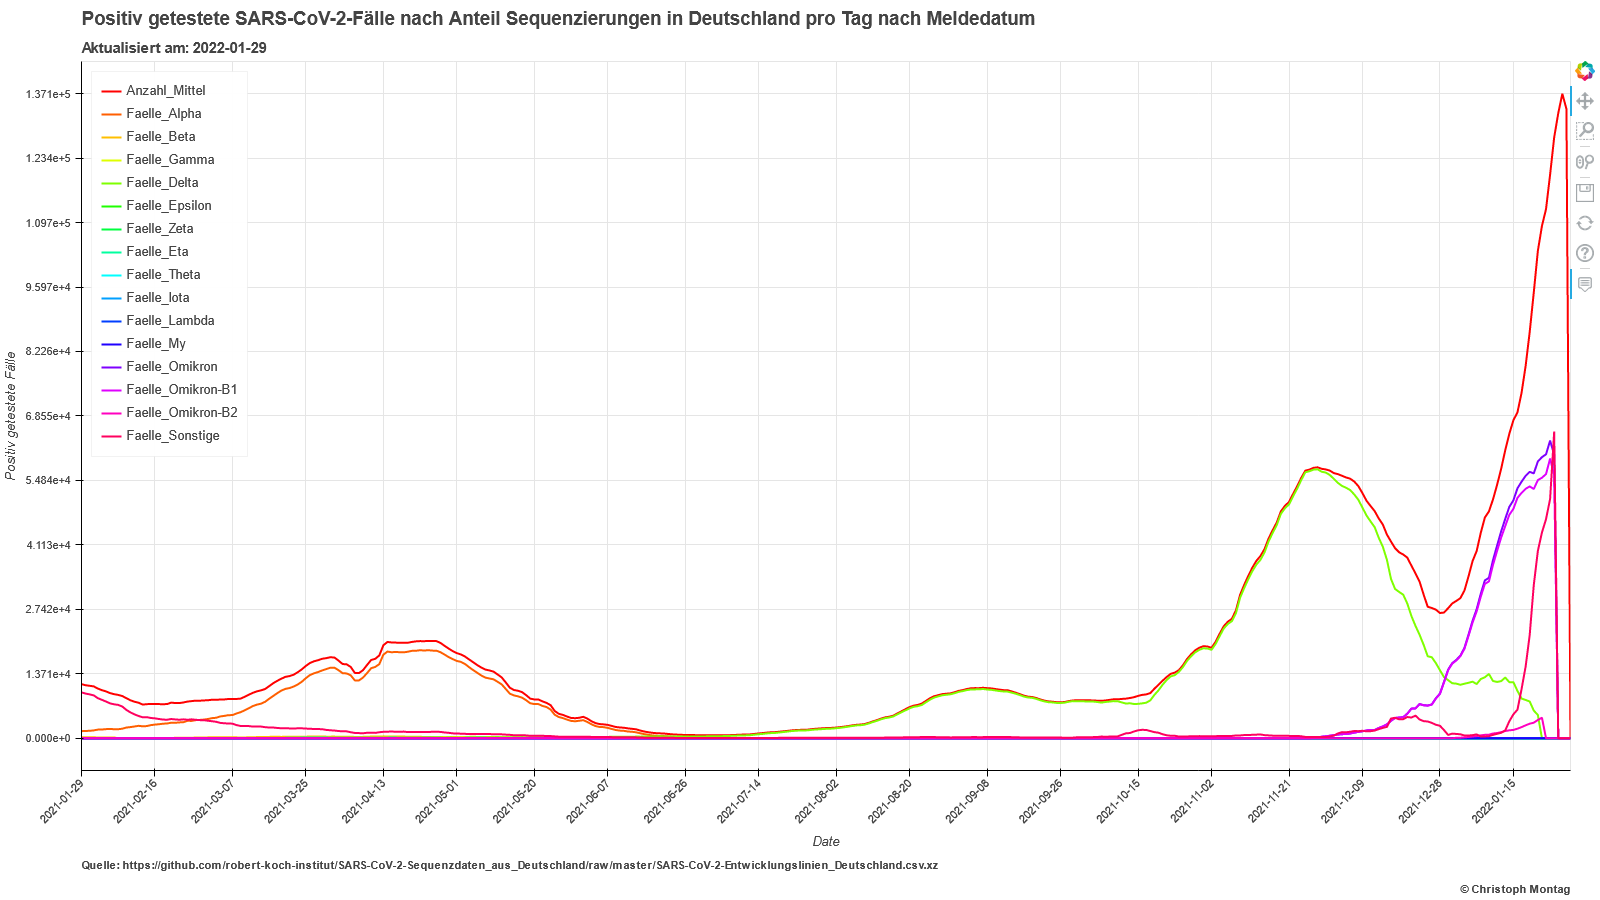 Positiv getestete SARS-CoV-2-Fälle nach Anteil Sequenzierungen in Deutschland pro Tag nach Meldedatum
Aktualisiert am: 2022-01-29
Anzahl_Mittel
Faelle_Alpha
Faelle_Beta
Faelle_Gamma
Faelle_Delta
Faelle_Epsilon
Faelle_Zeta
Faelle_Eta
Faelle_Theta
Faelle_Iota
Faelle_Lambda
Faelle_My
Faelle_Omikron
Faelle_Omikron-B1
Faelle_Omikron-B2
Faelle_Sonstige
1.371e+5
1.234e+5
1.097e+5
9.597e+4
8.226e+4
6.855e+4
5.484e+4
4.113e+4
2.742e+4
1.371e+4
0.000e+0
Positiv getestete Fälle
2021-01-29
2021-02-16
2021-03-07
2021-03-25
2021-04-13
2021-05-01
2021-05-20
2021-06-07
2021-06-26
2021-07-14
2021-08-02
2021-08-20
2021-09-08
2021-09-26
2021-10-15
2021-11-02
2021-11-21
2021-12-09
2021-12-28
2022-01-15
Date
Quelle: https://github.com/robert-koch-institut/SARS-CoV-2-Sequenzdaten_aus_Deutschland/raw/master/SARS-CoV-2-Entwicklungslinien_Deutschland.csv.xz
© Christoph Montag